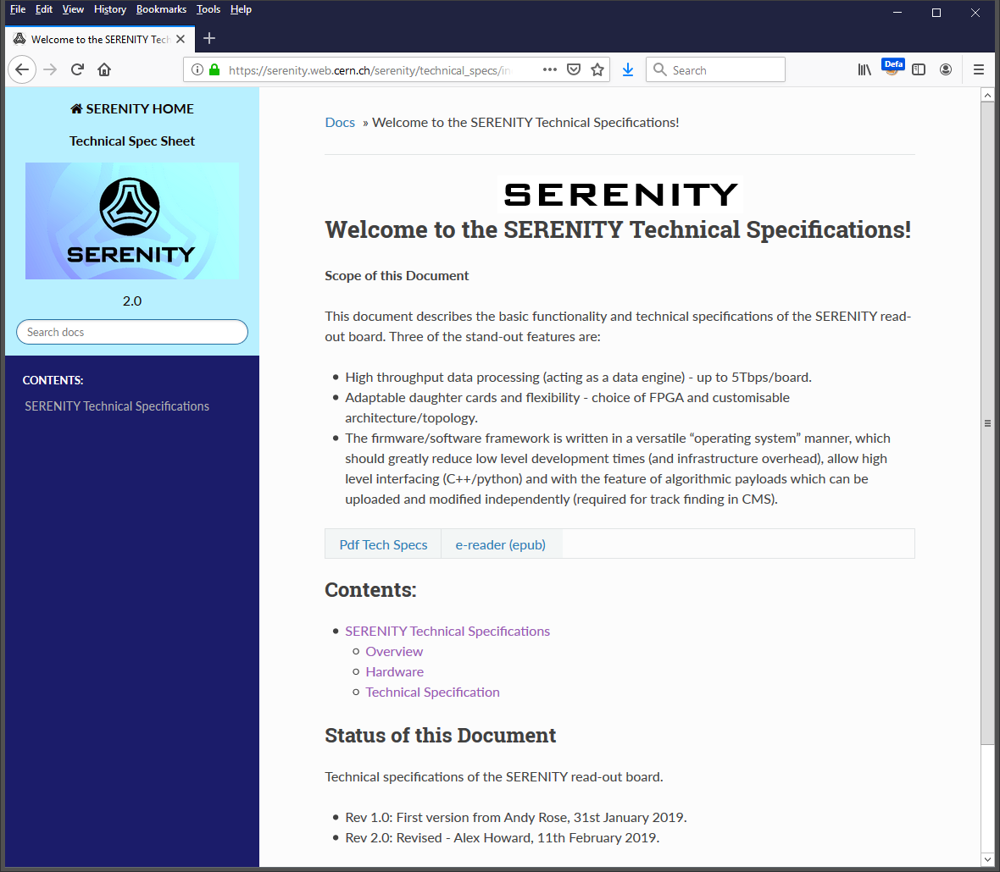 File Edit View History Bookmarks Tools Help
Welcome to the SERENITY Tec
https://serenity.web.cern.ch/serenity/technical_specs/in
Search
Defa
SERENITY HOME
Technical Spec Sheet
SERENITY
2.0
Search docs
CONTENTS:
SERENITY Technical Specifications
Docs » Welcome to the SERENITY Technical Specifications!
SERENITY
Welcome to the SERENITY Technical Specifications!
Scope of this Document
This document describes the basic functionality and technical specifications of the SERENITY read-
out board. Three of the stand-out features are:
High throughput data processing (acting as a data engine) - up to 5Tbps/board.
Adaptable daughter cards and flexibility - choice of FPGA and customisable
architecture/topology.
The firmware/software framework is written in a versatile “operating system” manner, which
should greatly reduce low level development times (and infrastructure overhead), allow high
level interfacing (C++/python) and with the feature of algorithmic payloads which can be
uploaded and modified independently (required for track finding in CMS).
Pdf Tech Specs e-reader (epub)
Contents:
SERENITY Technical Specifications
Overview
Hardware
Technical Specification
Status of this Document
Technical specifications of the SERENITY read-out board.
Rev 1.0: First version from Andy Rose, 31st January 2019.
Rev 2.0: Revised - Alex Howard, 11th February 2019.